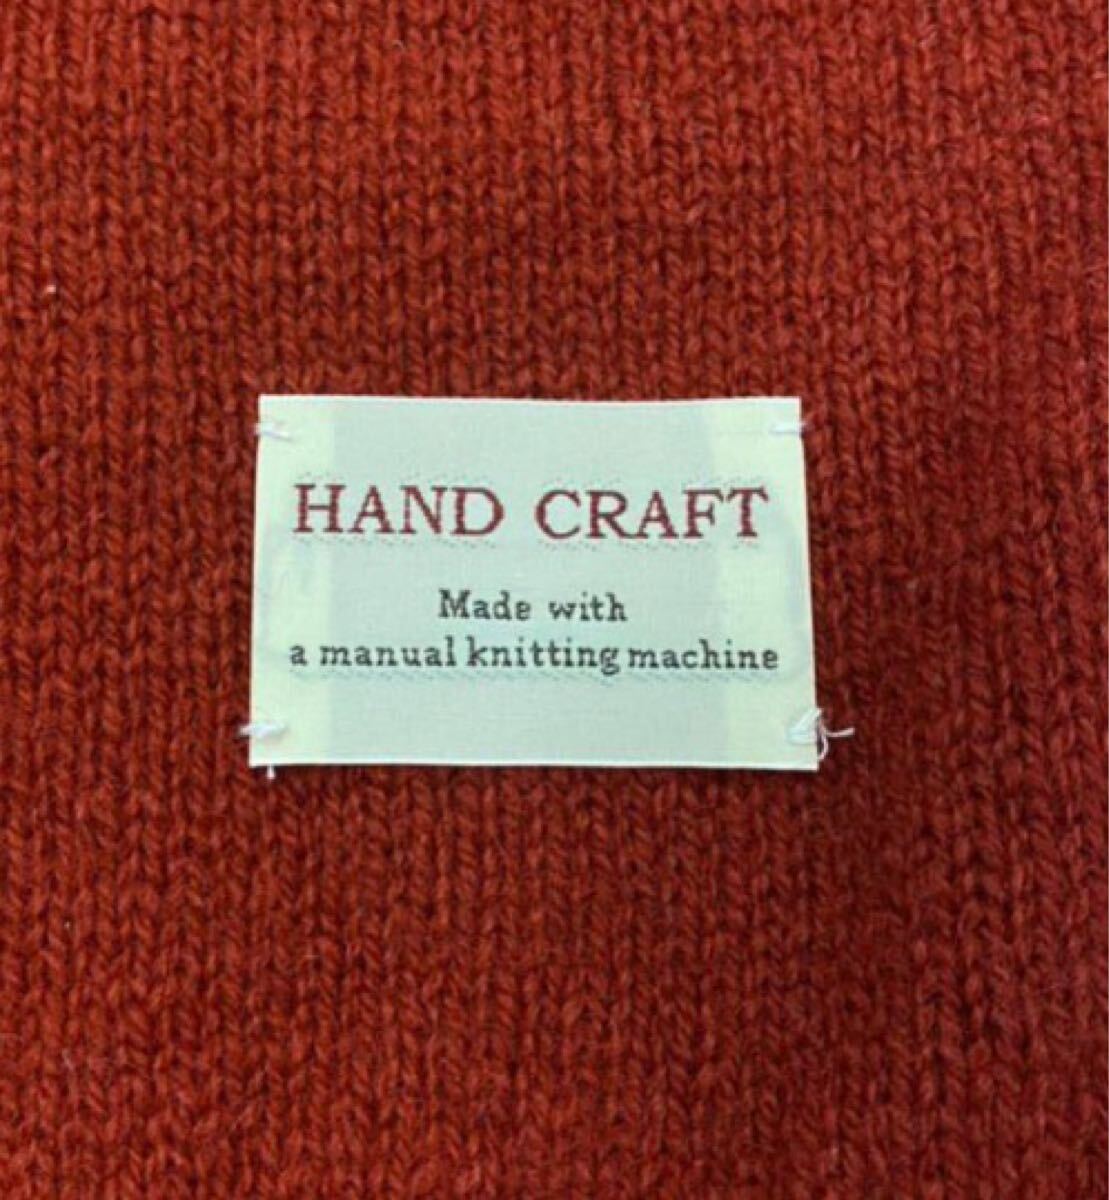 HAND CRAFT
Made with
a manual knitting machine